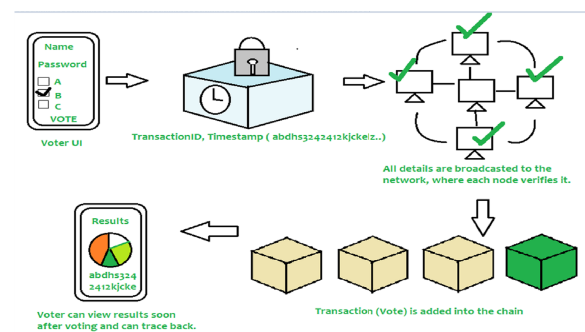 Name
Password
A
B
C
VOTE
Voter UI
TransactionID, Timestamp ( abdhs3242412kjckelz..)
All details are broadcasted to the
network, where each node verifies it.
Results
abdhs324
2412kjcke
Voter can view results soon
after voting and can trace back.
Transaction (Vote) is added into the chain